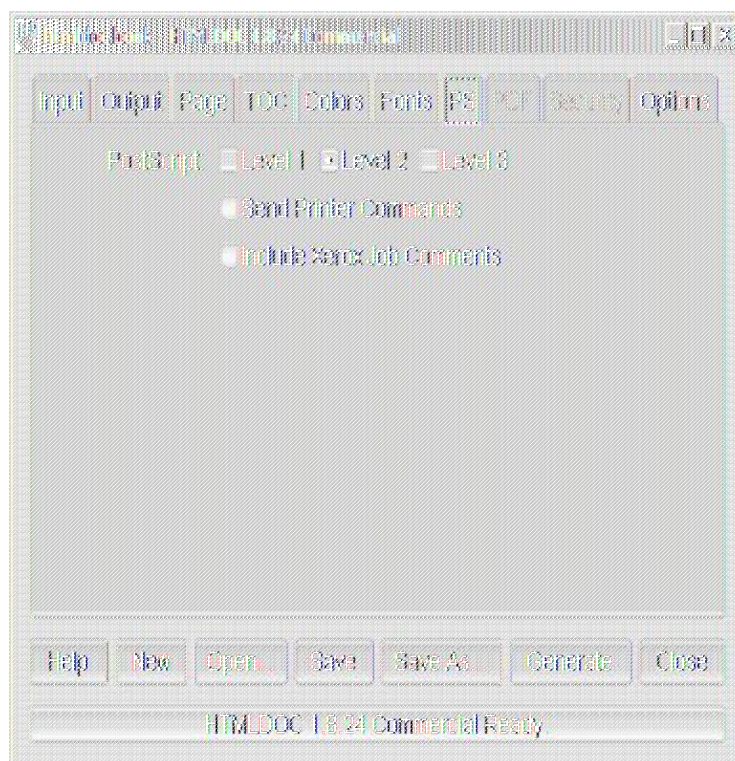 htmldoc.book - HTMLDOC 1.8.24 Commercial
Input Output Page TOC Colors Fonts PS PDF Security Options
PostScript: Level 1 Level 2 Level 3
Send Printer Commands
Include Xerox Job Comments
Help New Open... Save Save As... Generate Close
HTMLDOC 1.8.24 Commercial Ready.